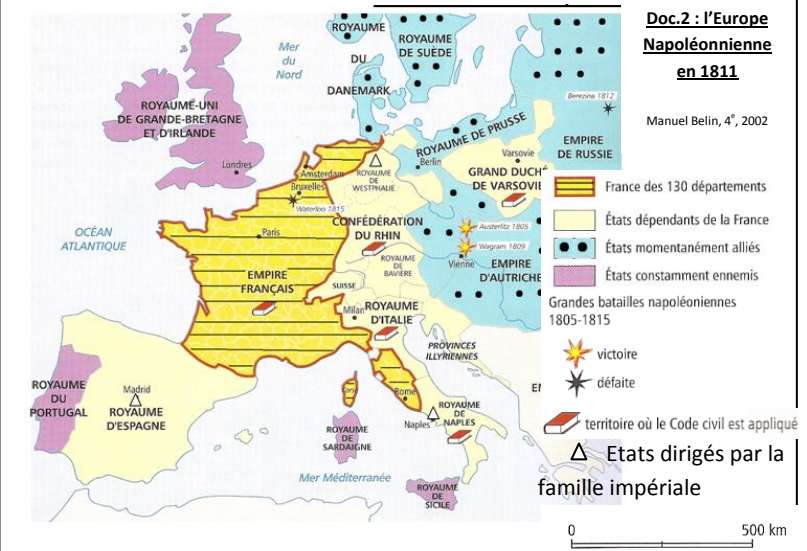 Doc.2 : l’Europe
Napoléonnienne
en 1811
Manuel Belin, 4e, 2002
Mer
du
Nord
ROYAUME
DU
DANEMARK
ROYAUME
DE SUÈDE
ROYAUME-UNI
DE GRANDE-BRETAGNE
ET D'IRLANDE
Londres
Berezina 1812
EMPIRE
DE RUSSIE
ROYAUME DE PRUSSE
Berlin
Varsovie
GRAND DUCHÉ
DE VARSOVIE
Amsterdam
Bruxelles
Waterloo 1815
ROYAUME
DE
WESTPHALIE
OCÉAN
ATLANTIQUE
Paris
CONFÉDÉRATION
DU RHIN
Austerlitz 1805
Wagram 1809
Vienne
EMPIRE
D'AUTRICHE
ROYAUME
DE
BAVIÈRE
EMPIRE
FRANÇAIS
SUISSE
Milan
ROYAUME
D'ITALIE
PROVINCES
ILLYRIENNES
ROYAUME
DU
PORTUGAL
Madrid
ROYAUME
D'ESPAGNE
Rome
Naples
ROYAUME
DE
NAPLES
ROYAUME
DE
SARDAIGNE
Mer Méditerranée
ROYAUME
DE
SICILE
France des 130 départements
États dépendants de la France
États momentanément alliés
États constamment ennemis
Grandes batailles napoléoniennes
1805-1815
victoire
défaite
territoire où le Code civil est appliqué
Etats dirigés par la
famille impériale
0 500 km